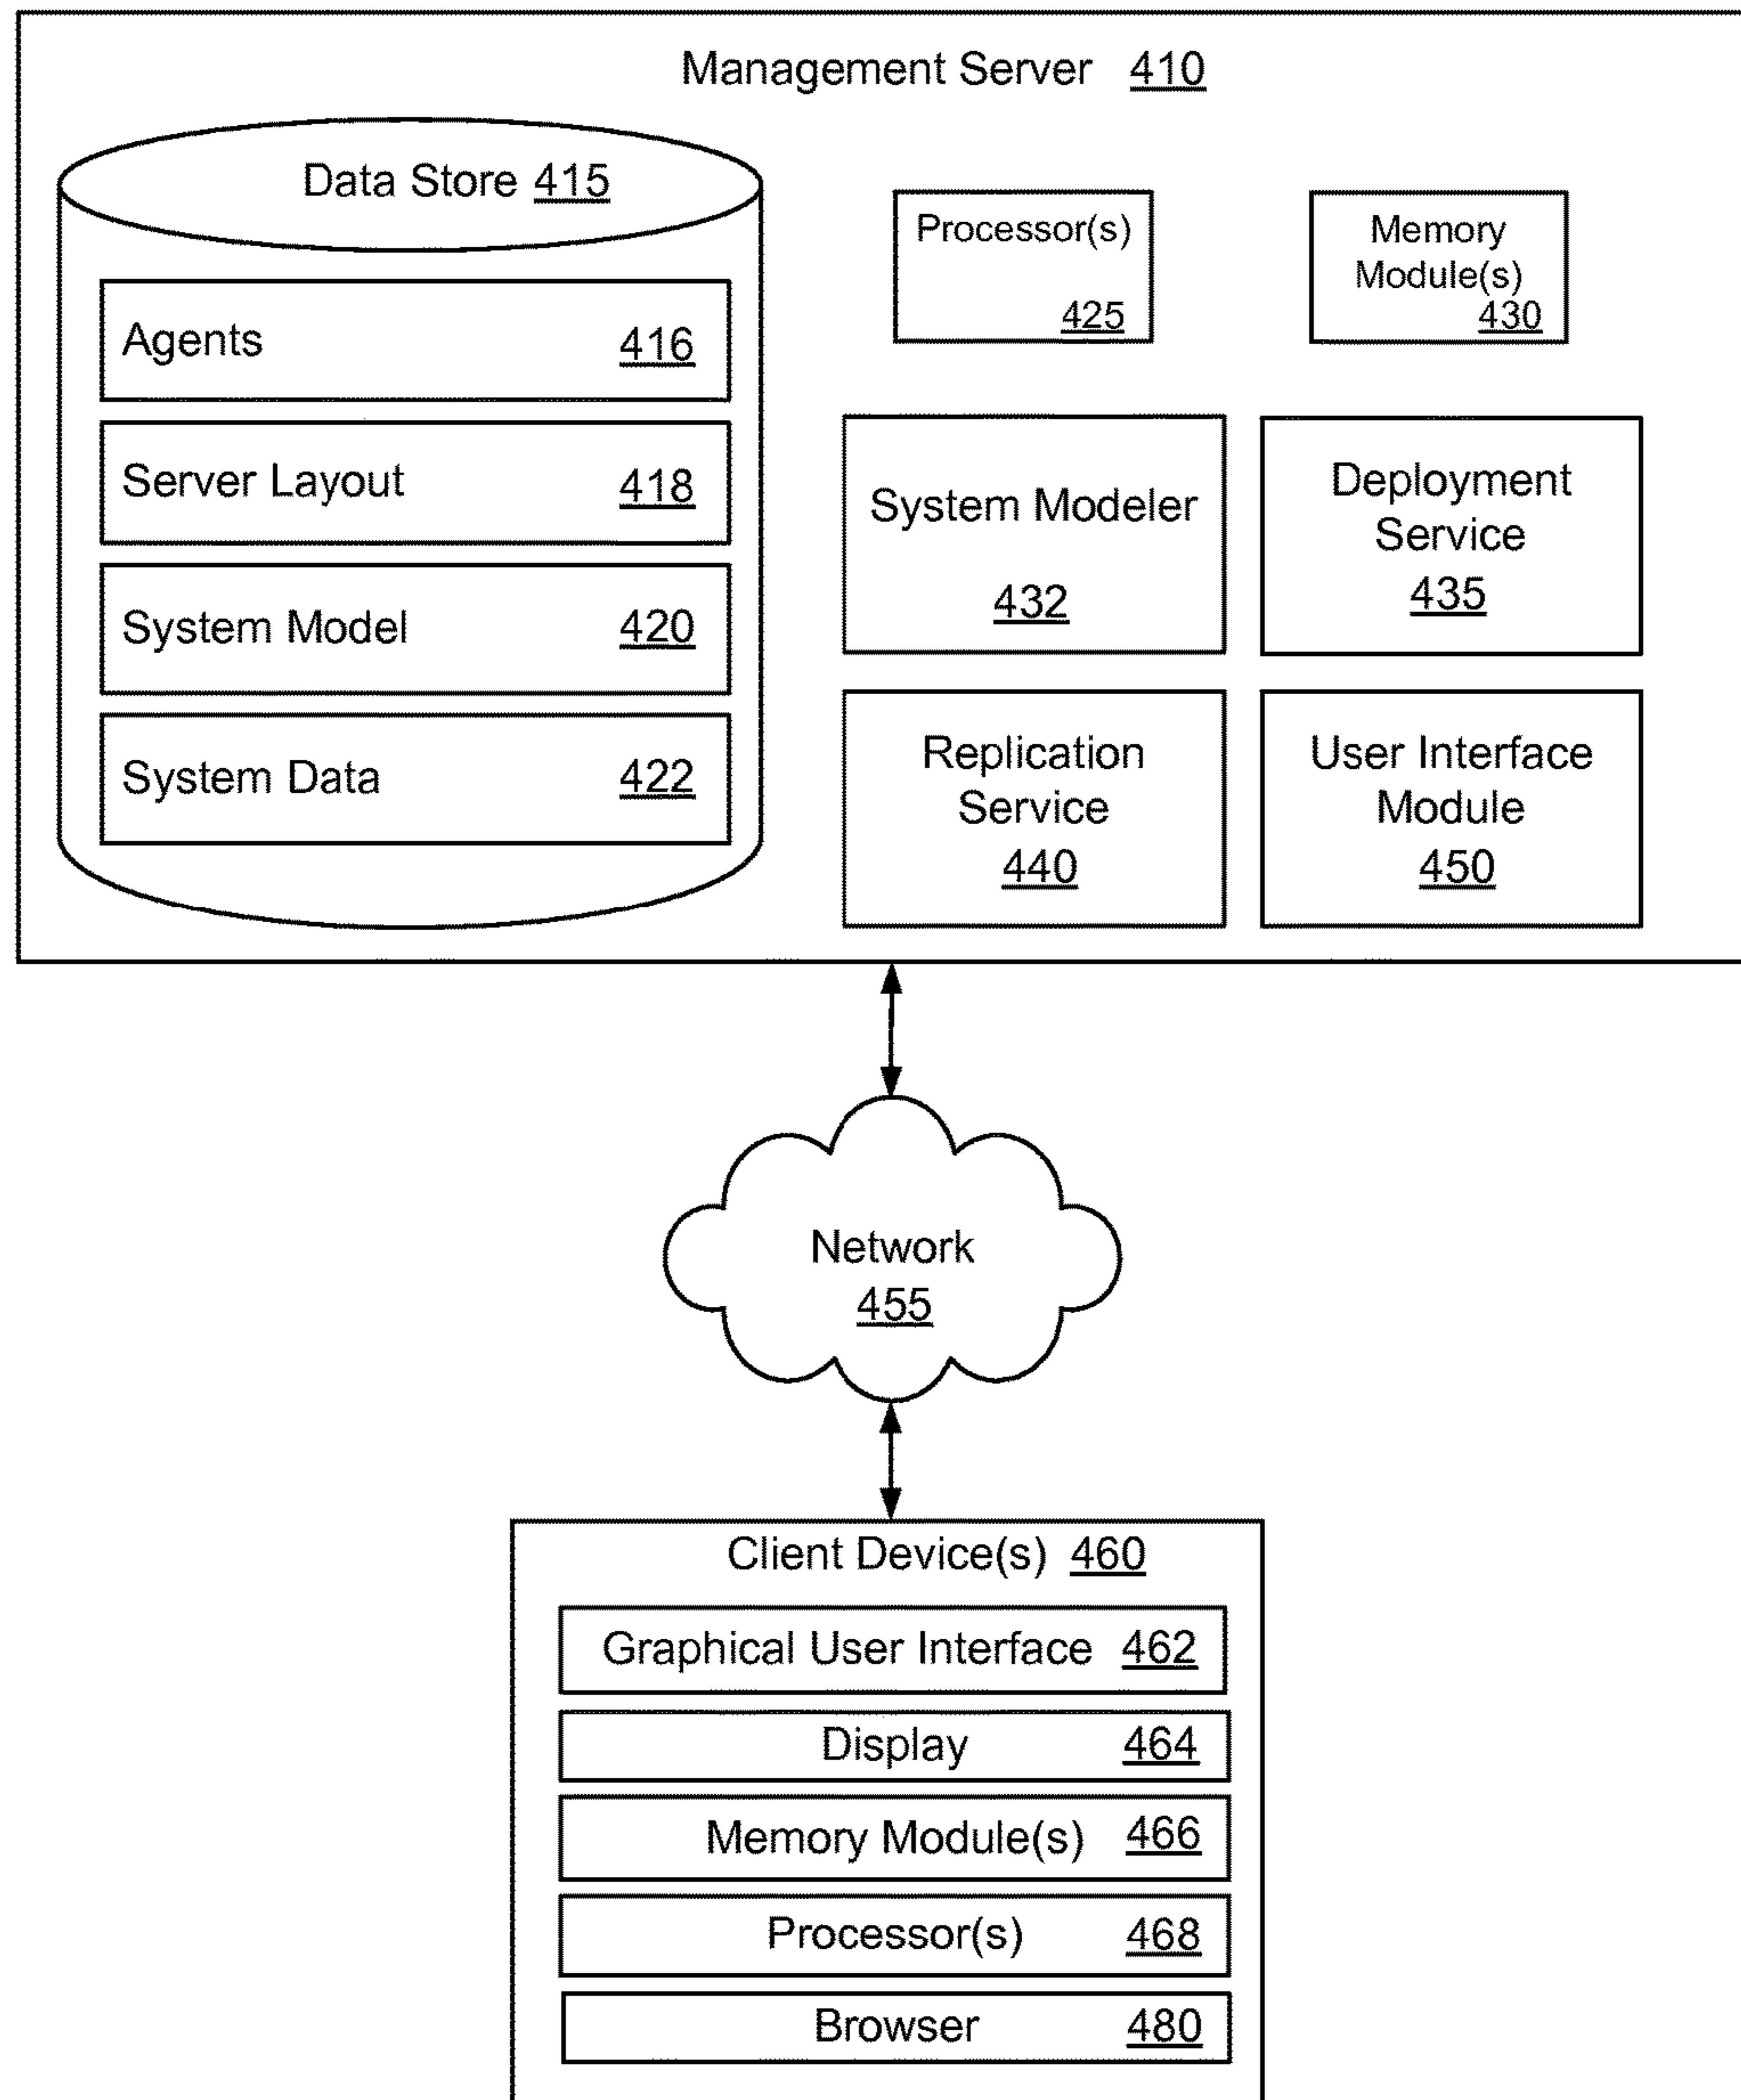 Management Server 410
Data Store 415
Agents 416
Server Layout 418
System Model 420
System Data 422
Processor(s)
425
Memory
Module(s)
430
System Modeler
432
Deployment
Service
435
Replication
Service
440
User Interface
Module
450
Network
455
Client Device(s) 460
Graphical User Interface 462
Display 464
Memory Module(s) 466
Processor(s) 468
Browser 480